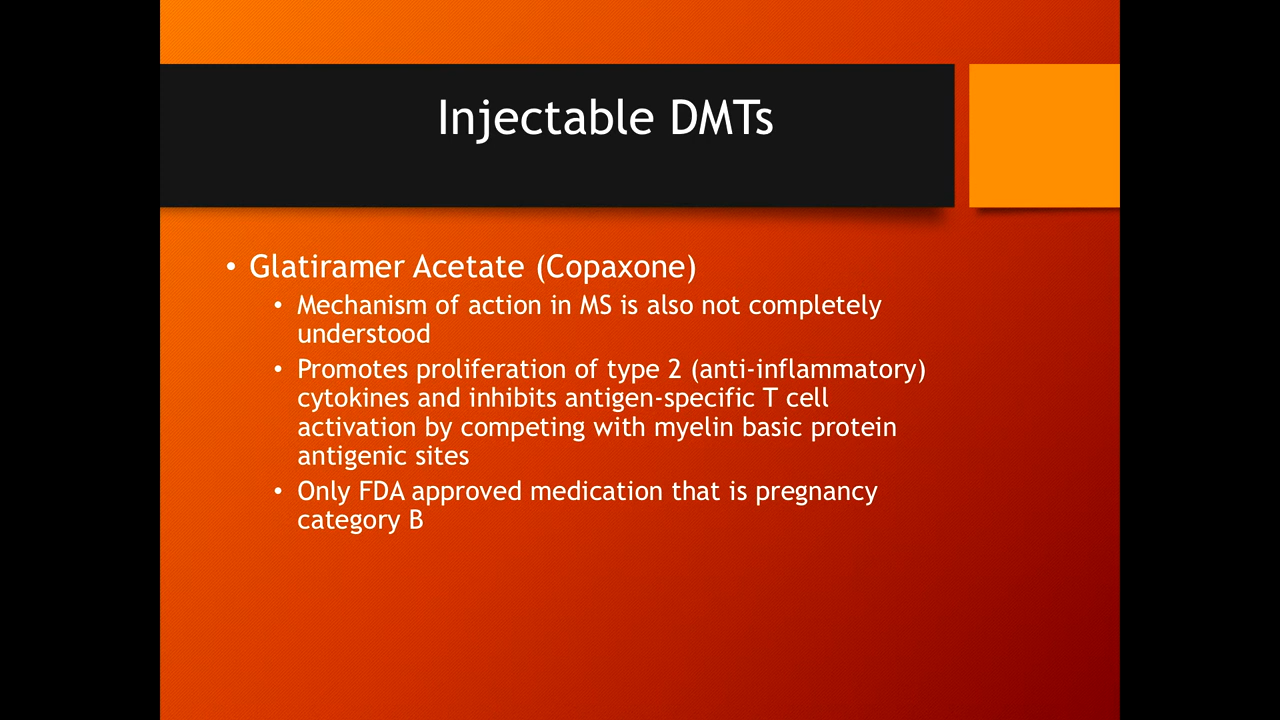 Injectable DMTs
• Glatiramer Acetate (Copaxone)
• Mechanism of action in MS is also not completely
understood
• Promotes proliferation of type 2 (anti-inflammatory)
cytokines and inhibits antigen-specific T cell
activation by competing with myelin basic protein
antigenic sites
• Only FDA approved medication that is pregnancy
category B